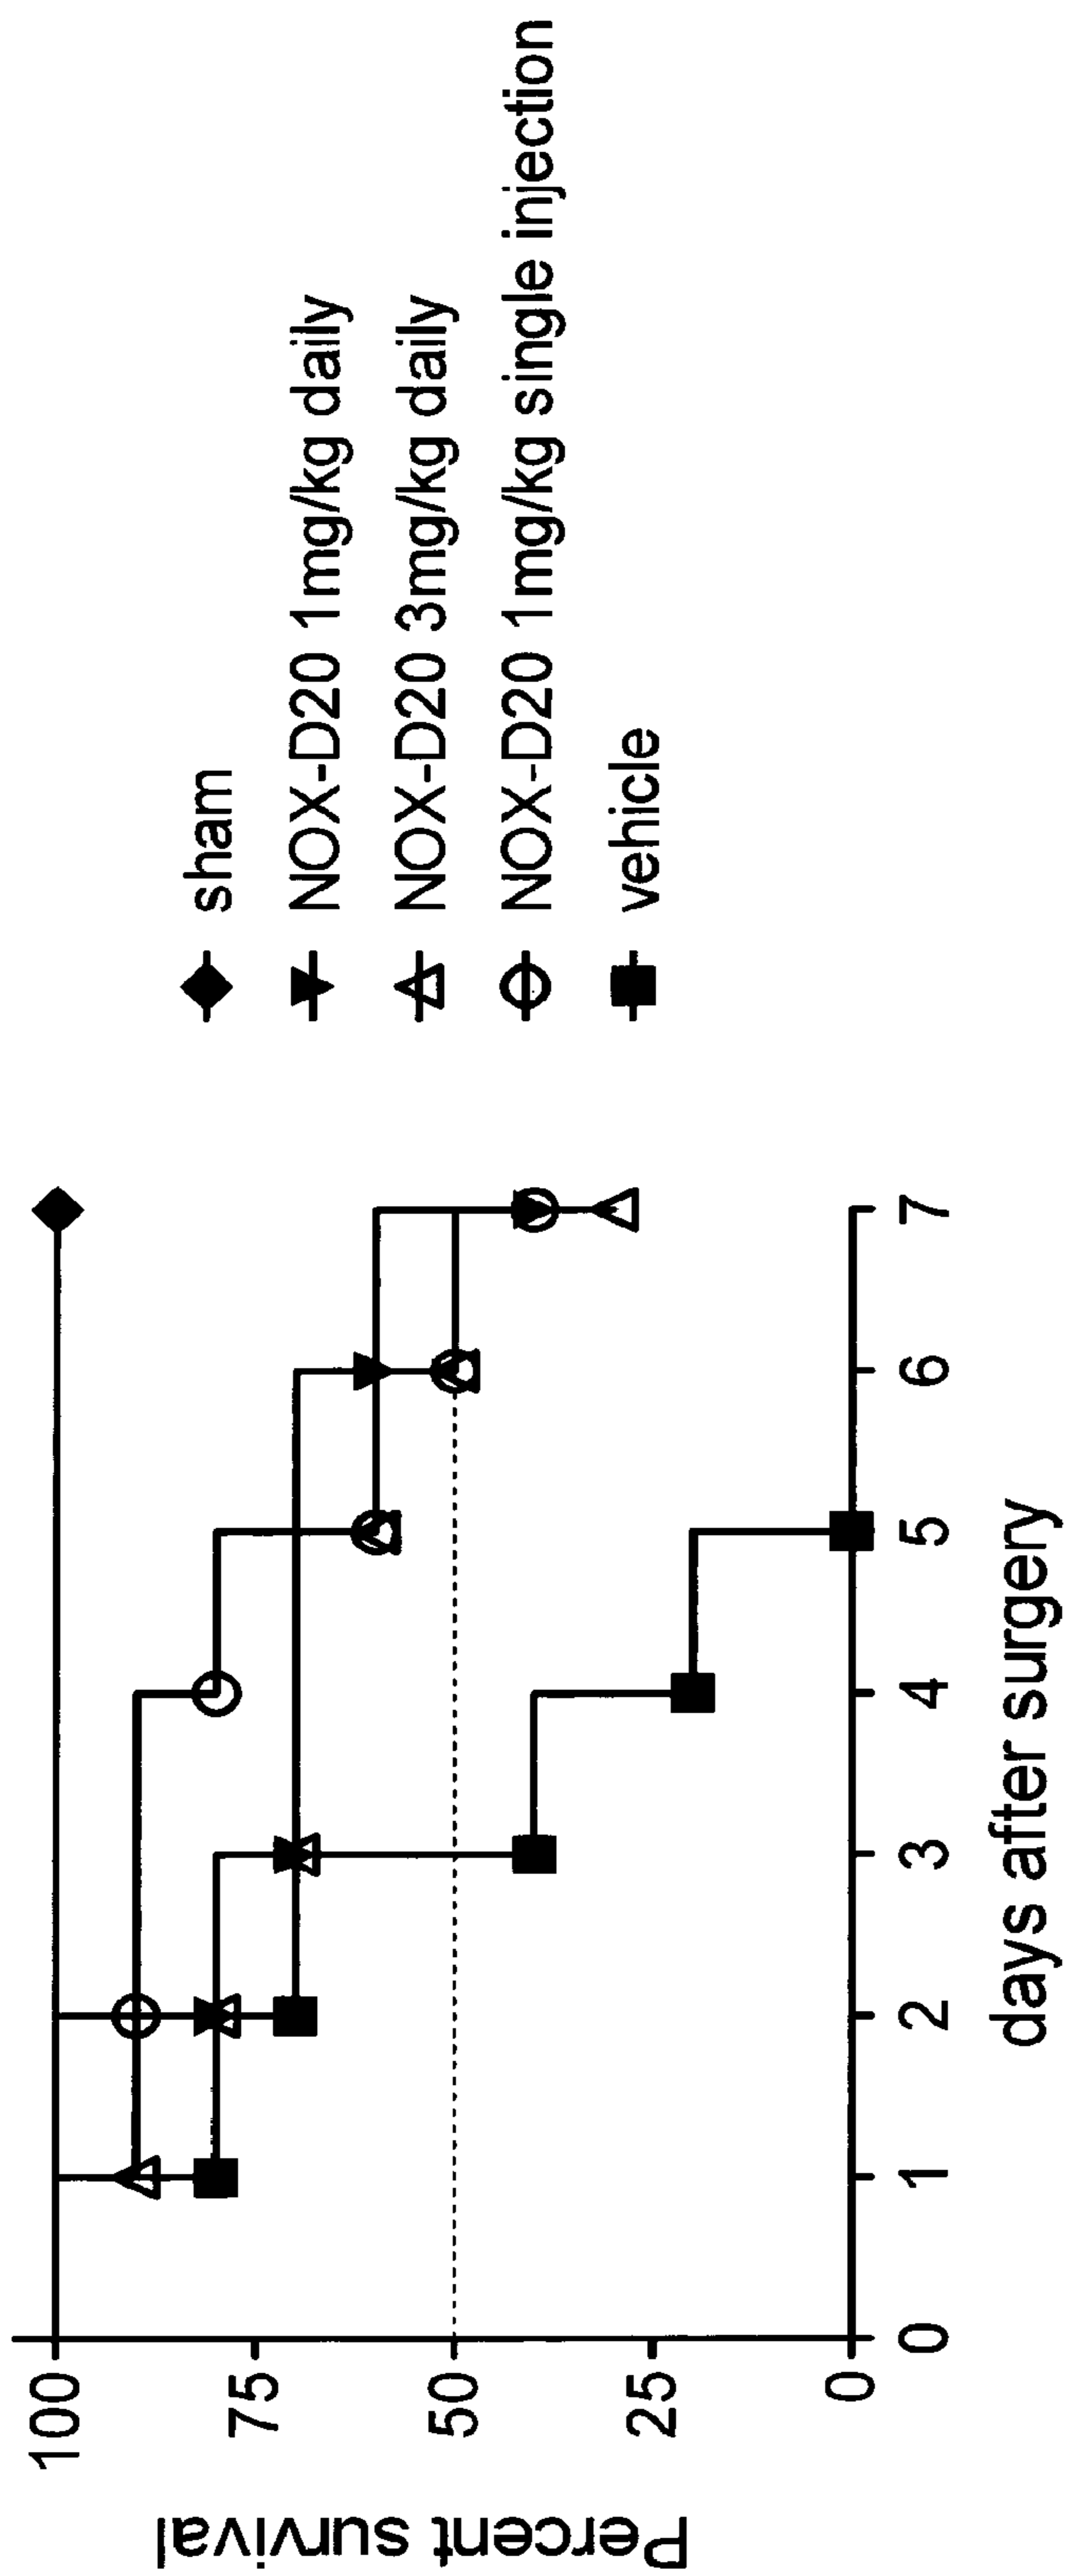 Percent survival
100
75
50
25
0
0 1 2 3 4 5 6 7
days after surgery
sham
NOX-D20 1mg/kg daily
NOX-D20 3mg/kg daily
NOX-D20 1mg/kg single injection
vehicle